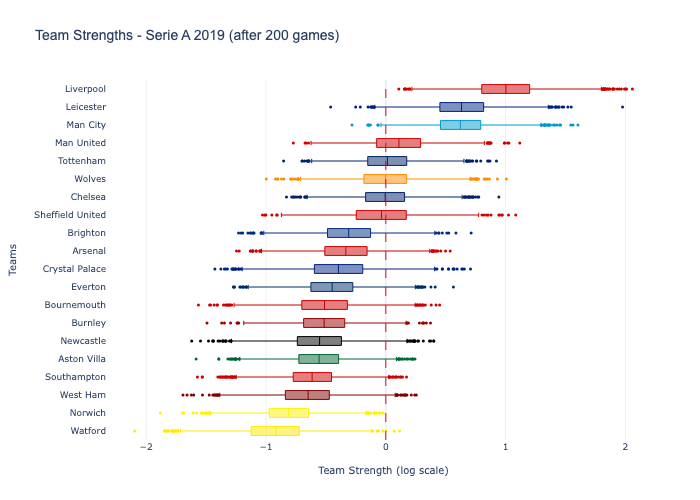 Team Strengths - Serie A 2019 (after 200 games)
Liverpool
Leicester
Man City
Man United
Tottenham
Wolves
Chelsea
Sheffield United
Brighton
Arsenal
Crystal Palace
Everton
Bournemouth
Burnley
Newcastle
Aston Villa
Southampton
West Ham
Norwich
Watford
Teams
−2 −1 0 1 2
Team Strength (log scale)